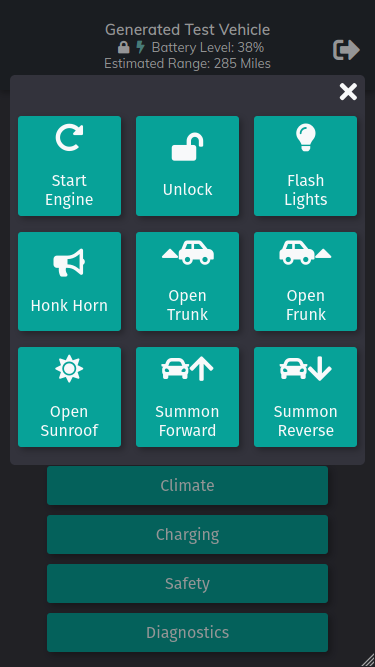 Generated Test Vehicle
Battery Level: 38%
Estimated Range: 285 Miles
Start
Engine
Unlock
Flash
Lights
Honk Horn
Open
Trunk
Open
Frunk
Open
Sunroof
Summon
Forward
Summon
Reverse
Climate
Charging
Safety
Diagnostics